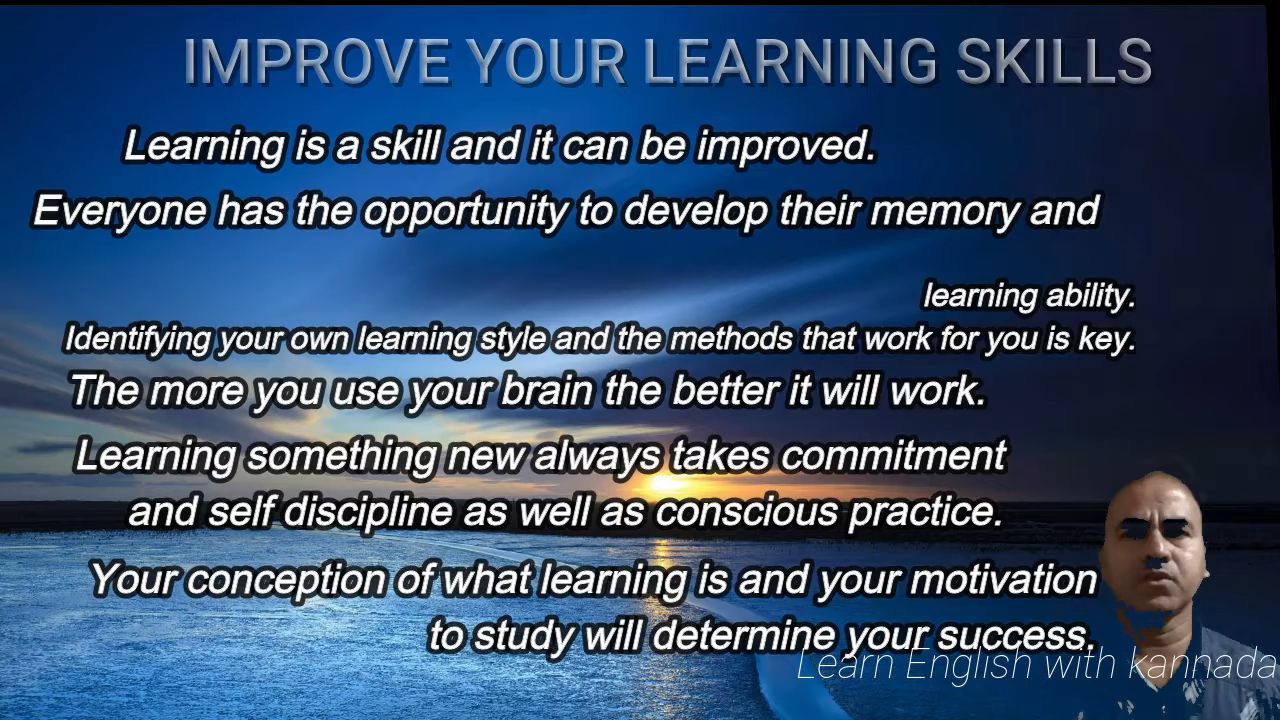 IMPROVE YOUR LEARNING SKILLS
Learning is a skill and it can be improved.
Everyone has the opportunity to develop their memory and
learning ability.
Identifying your own learning style and the methods that work for you is key.
The more you use your brain the better it will work.
Learning something new always takes commitment
and self discipline as well as conscious practice.
Your conception of what learning is and your motivation
to study will determine your success.
Learn English with kannada